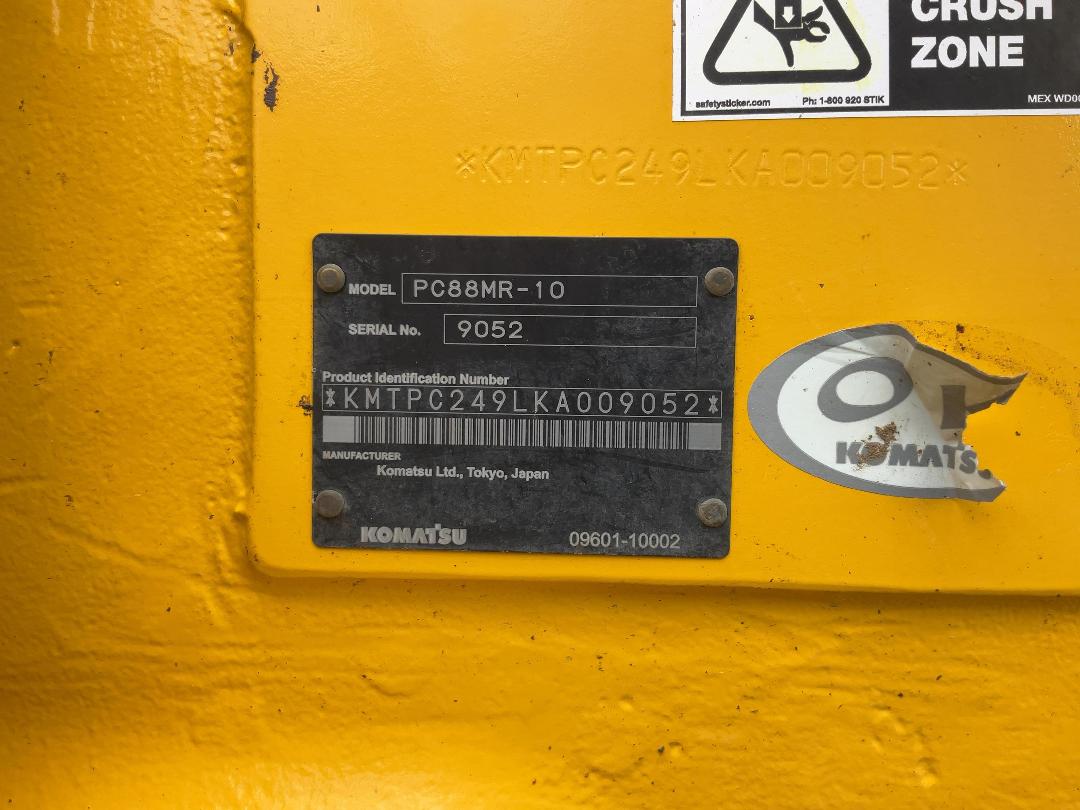 CRUSH
ZONE
safetysticker.com Ph: 1-800 920 STIK
*KMTPC249LKA009052*
MODEL PC88MR-10
SERIAL No. 9052
Product Identification Number
*KMTPC249LKA009052*
MANUFACTURER
Komatsu Ltd., Tokyo, Japan
KOMATSU 09601-10002
KOMATS